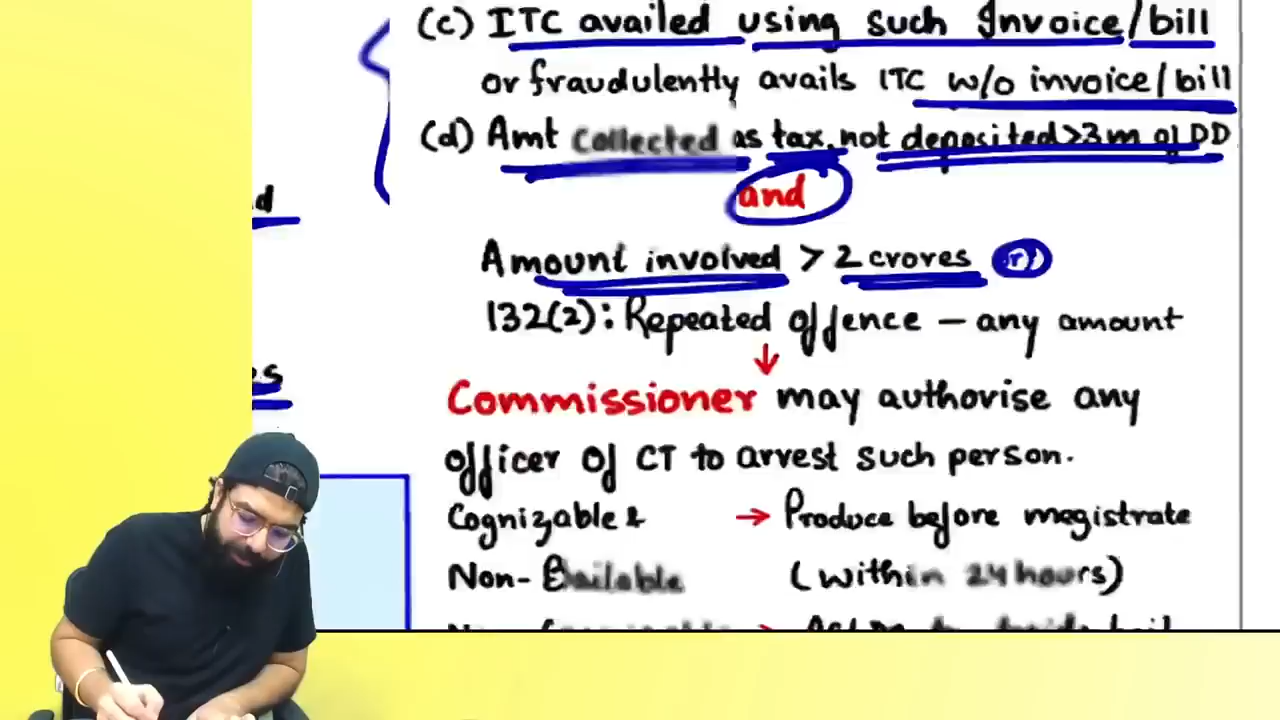 (c) ITC availed using such Invoice/bill
or fraudulently avails ITC w/o invoice/bill
(d) Amt collected as tax, not deposited >3m of DD
and
Amount involved > 2 crores
132(2): Repeated offence – any amount
↓
Commissioner may authorise any
officer of CT to arrest such person.
Cognizable & → Produce before megistrate
Non-Bailable (within 24 hours)